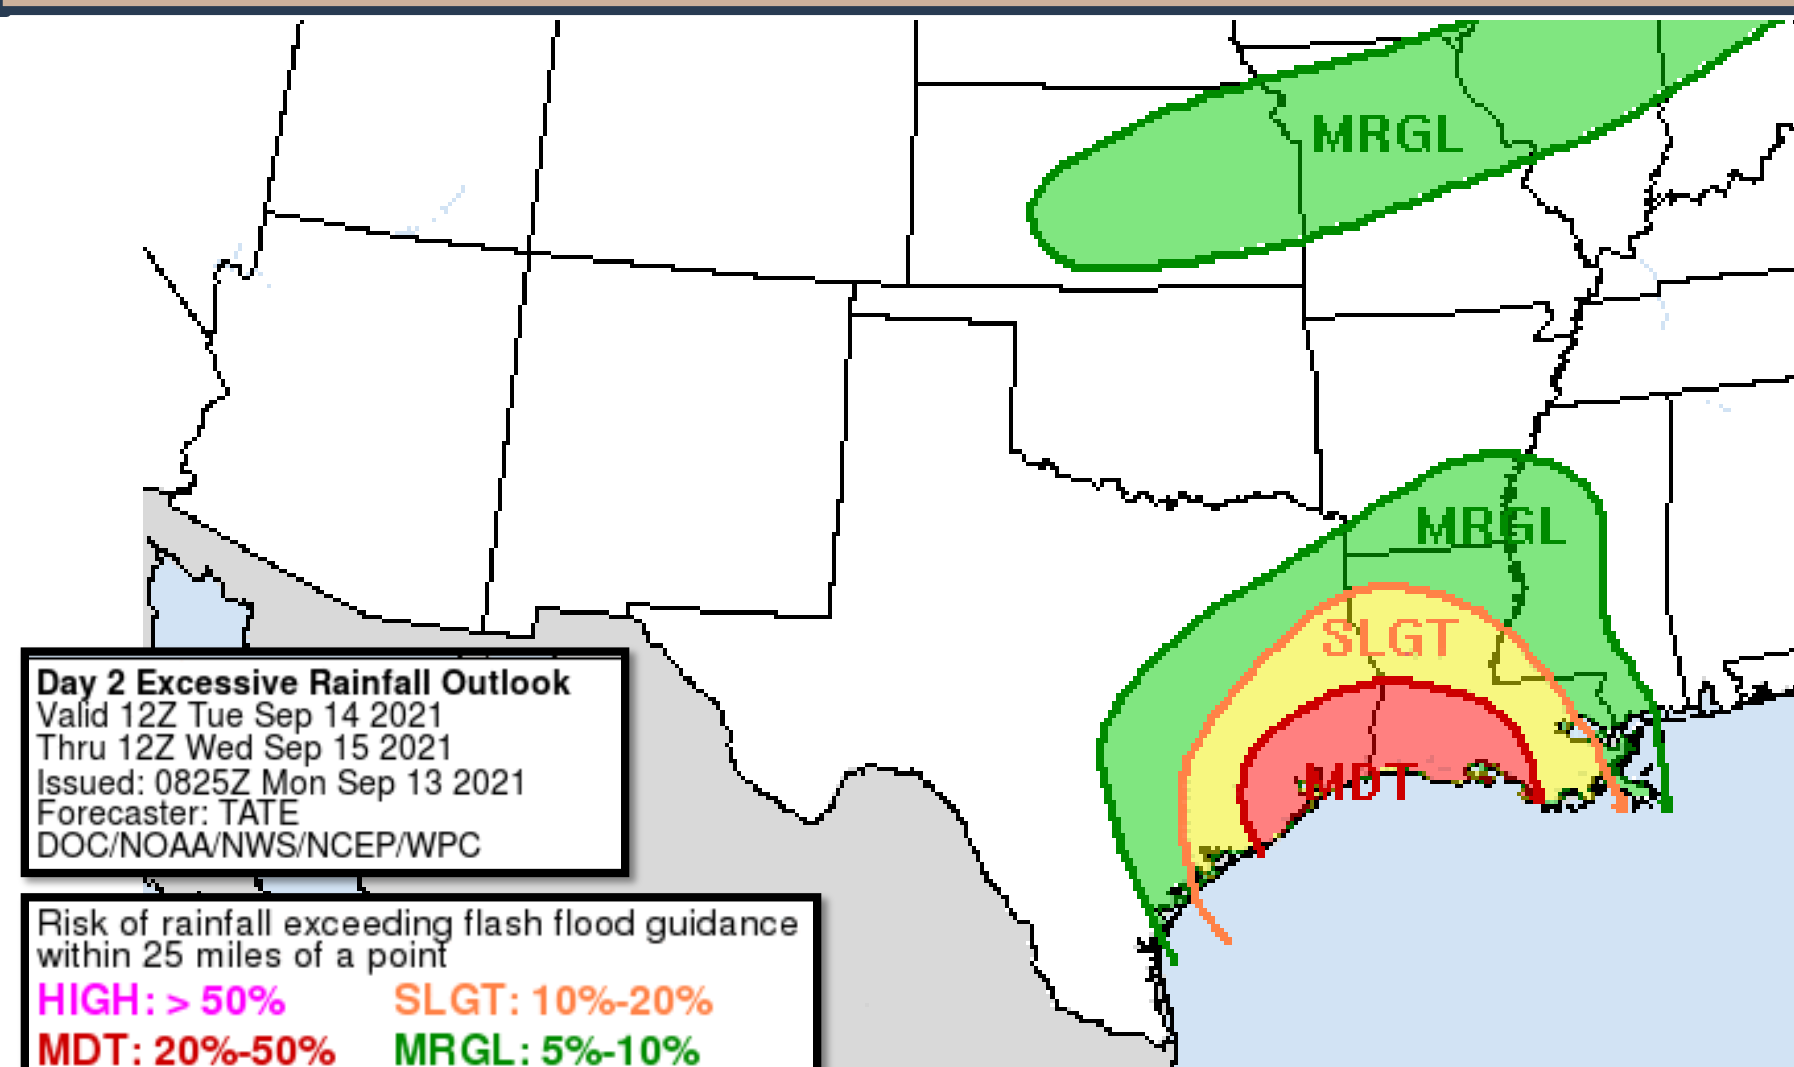 MRGL
MRGL
SLGT
MDT
Day 2 Excessive Rainfall Outlook
Valid 12Z Tue Sep 14 2021
Thru 12Z Wed Sep 15 2021
Issued: 0825Z Mon Sep 13 2021
Forecaster: TATE
DOC/NOAA/NWS/NCEP/WPC
Risk of rainfall exceeding flash flood guidance
within 25 miles of a point
HIGH: > 50% SLGT: 10%-20%
MDT: 20%-50% MRGL: 5%-10%